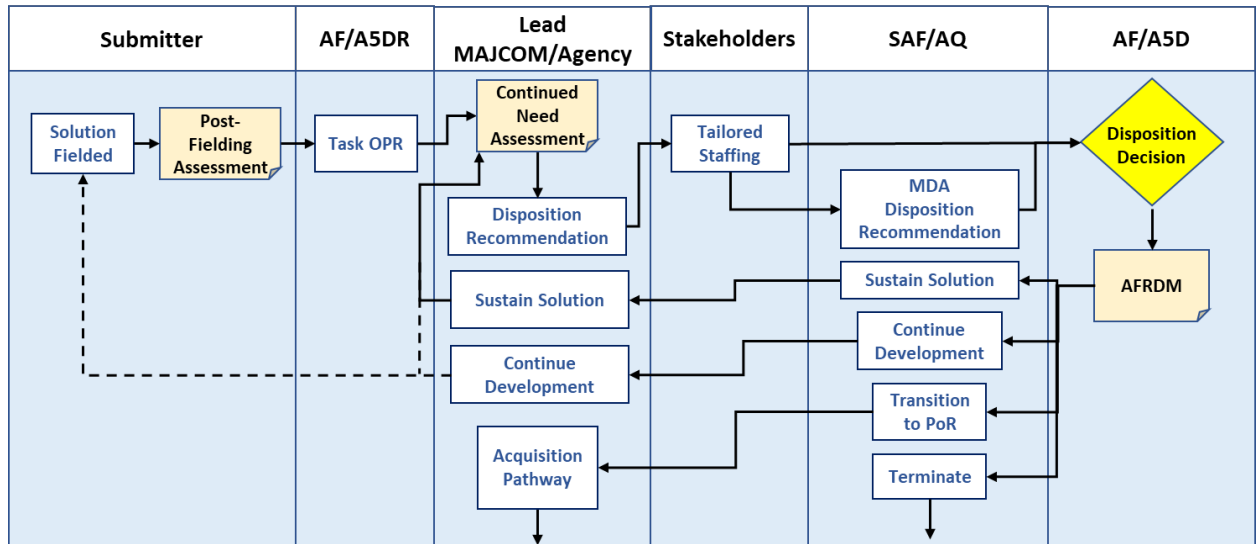 Submitter
AF/A5DR
Lead
MAJCOM/Agency
Stakeholders
SAF/AQ
AF/A5D
Solution
Fielded
Post-
Fielding
Assessment
Task OPR
Continued
Need
Assessment
Disposition
Recommendation
Tailored
Staffing
MDA
Disposition
Recommendation
Disposition
Decision
AFRDM
Sustain Solution
Sustain Solution
Continue
Development
Continue
Development
Transition
to PoR
Acquisition
Pathway
Terminate